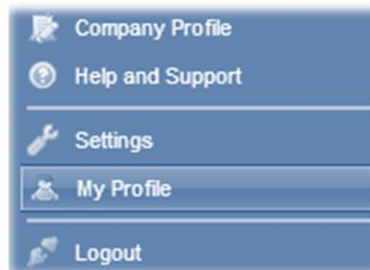 Company Profile
Help and Support
Settings
My Profile
Logout